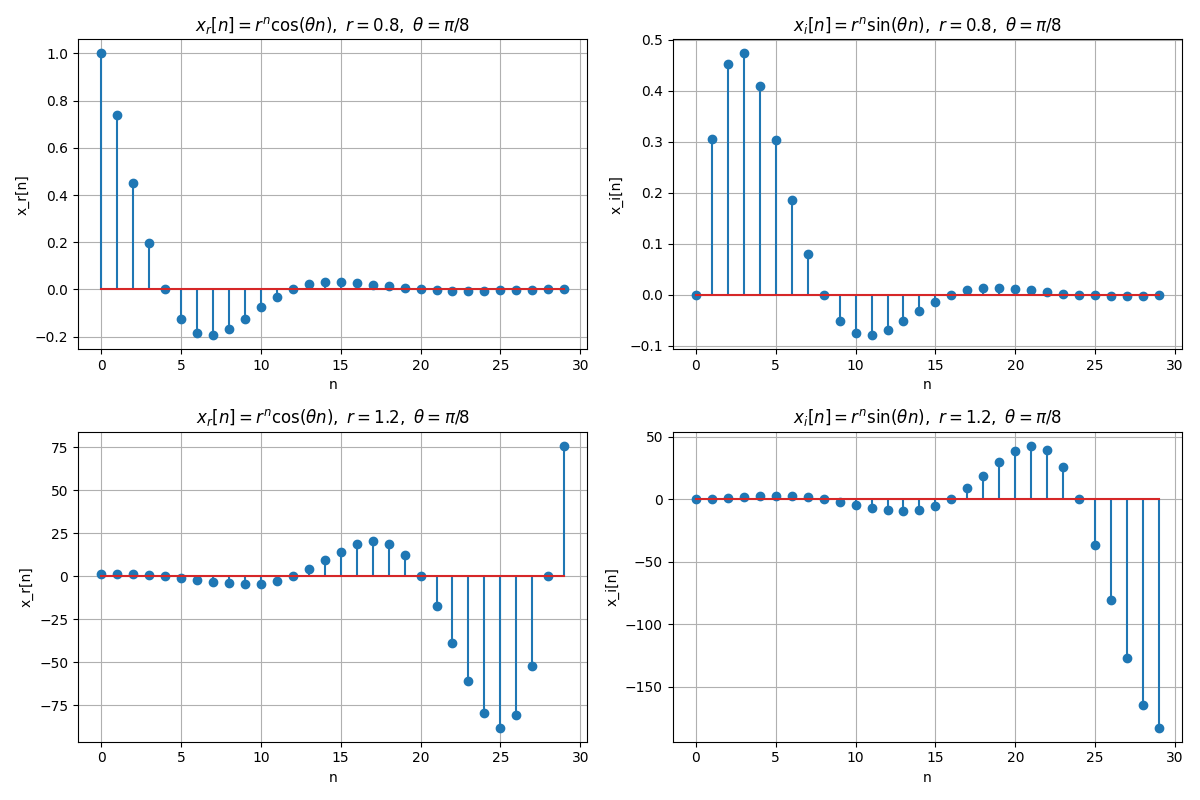 x_r[n] = r^n cos(θn), r = 0.8, θ = π/8
1.0
0.8
0.6
0.4
0.2
0.0
−0.2
x_r[n]
0 5 10 15 20 25 30
n
x_i[n] = r^n sin(θn), r = 0.8, θ = π/8
0.5
0.4
0.3
0.2
0.1
0.0
−0.1
x_i[n]
0 5 10 15 20 25 30
n
x_r[n] = r^n cos(θn), r = 1.2, θ = π/8
75
50
25
0
−25
−50
−75
x_r[n]
0 5 10 15 20 25 30
n
x_i[n] = r^n sin(θn), r = 1.2, θ = π/8
50
0
−50
−100
−150
x_i[n]
0 5 10 15 20 25 30
n